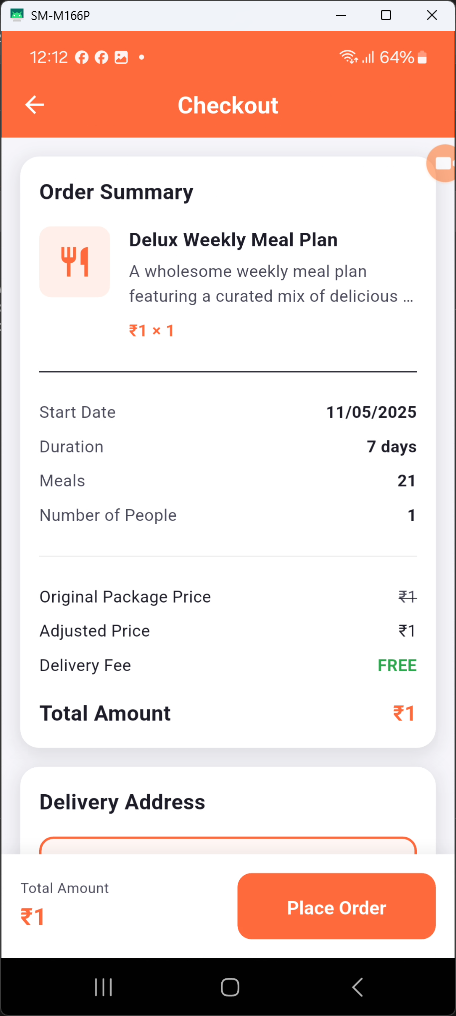 SM-M166P
12:12
64%
Checkout
Order Summary
Delux Weekly Meal Plan
A wholesome weekly meal plan
featuring a curated mix of delicious ...
₹1 × 1
Start Date 11/05/2025
Duration 7 days
Meals 21
Number of People 1
Original Package Price ₹1
Adjusted Price ₹1
Delivery Fee FREE
Total Amount ₹1
Delivery Address
Total Amount
₹1
Place Order